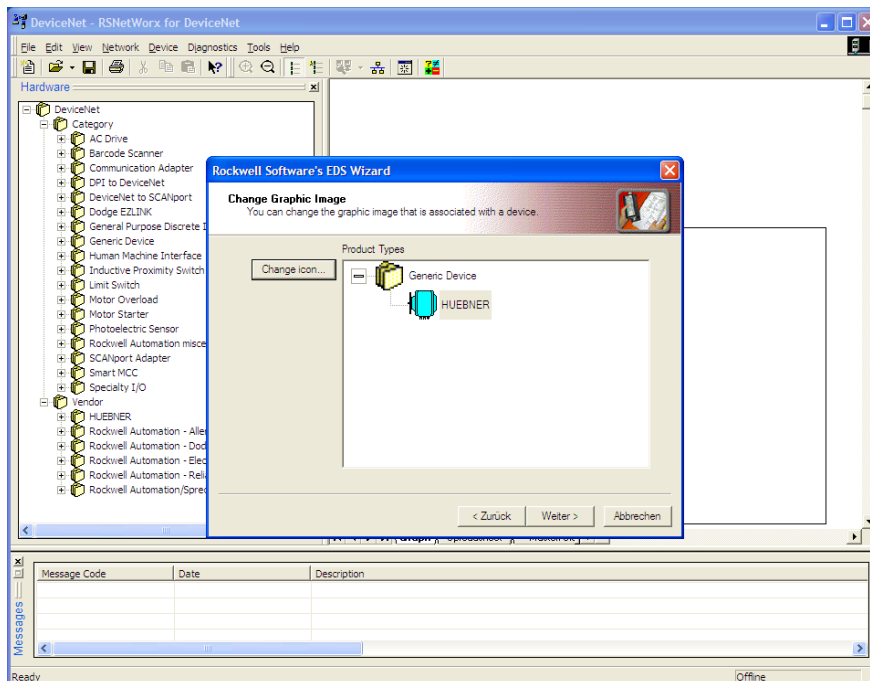 DeviceNet - RSNetWorx for DeviceNet
File Edit View Network Device Diagnostics Tools Help
Hardware
DeviceNet
Category
AC Drive
Barcode Scanner
Communication Adapter
DPI to DeviceNet
DeviceNet to SCANport
Dodge EZLINK
General Purpose Discrete I
Generic Device
Human Machine Interface
Inductive Proximity Switch
Limit Switch
Motor Overload
Motor Starter
Photoelectric Sensor
Rockwell Automation misce
SCANport Adapter
Smart MCC
Specialty I/O
Vendor
HUEBNER
Rockwell Automation - Alle
Rockwell Automation - Dod
Rockwell Automation - Elec
Rockwell Automation - Reli
Rockwell Automation/Sprec
Rockwell Software's EDS Wizard
Change Graphic Image
You can change the graphic image that is associated with a device.
Product Types
Change icon...
Generic Device
HUEBNER
< Zurück Weiter > Abbrechen
Messages
Message Code Date Description
Ready Offline